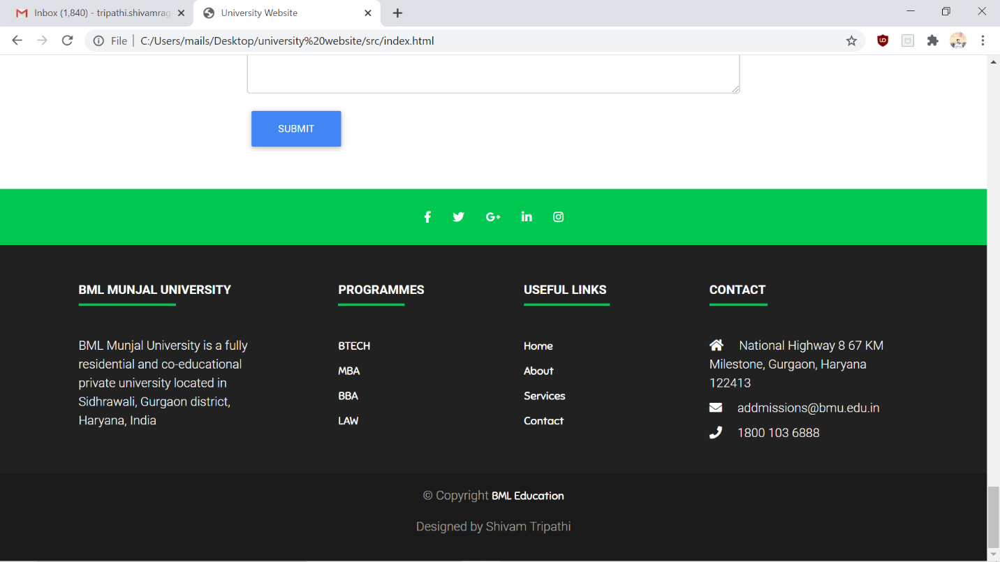 Inbox (1,840) - tripathi.shivamrag
University Website
File
C:/Users/mails/Desktop/university%20website/src/index.html
SUBMIT
BML MUNJAL UNIVERSITY
BML Munjal University is a fully
residential and co-educational
private university located in
Sidhrawali, Gurgaon district,
Haryana, India
PROGRAMMES
BTECH
MBA
BBA
LAW
USEFUL LINKS
Home
About
Services
Contact
CONTACT
National Highway 8 67 KM
Milestone, Gurgaon, Haryana
122413
addmissions@bmu.edu.in
1800 103 6888
© Copyright BML Education
Designed by Shivam Tripathi